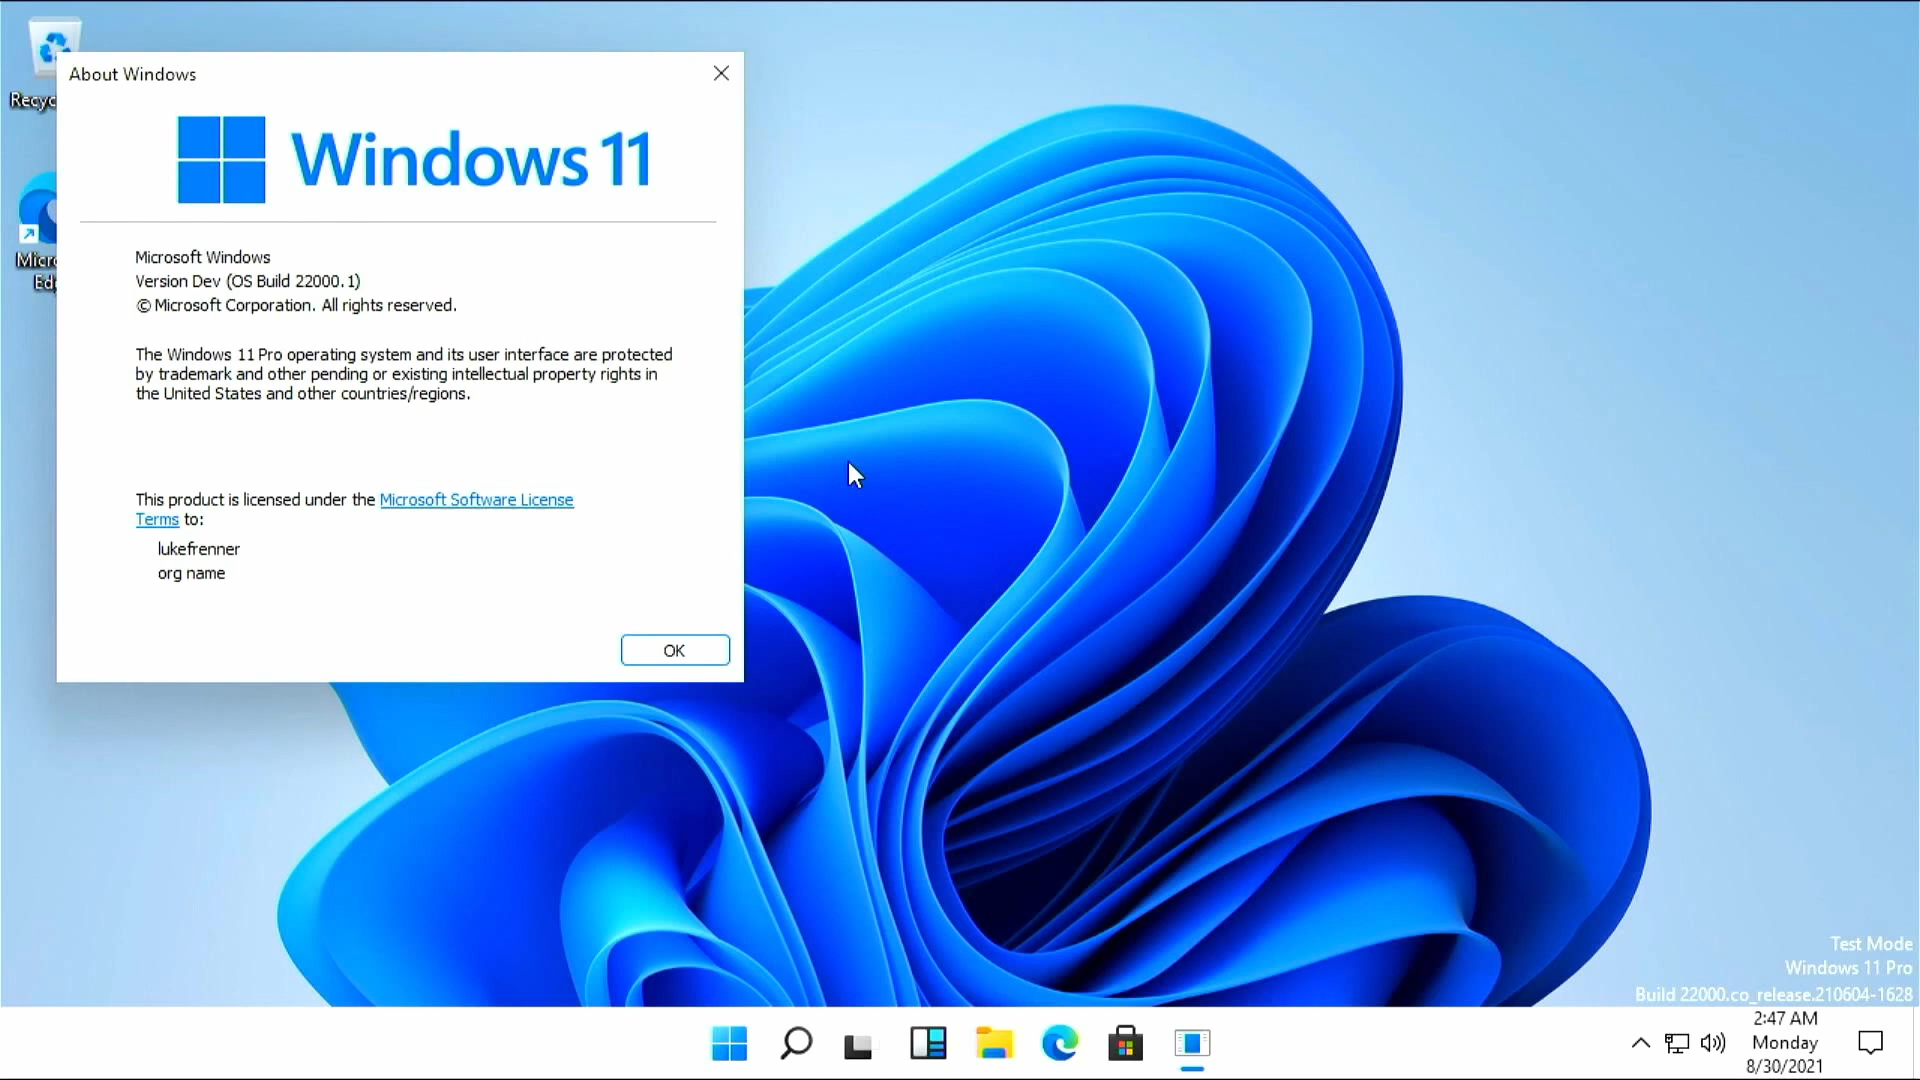 Recyc
Micro
Edg
About Windows
Windows 11
Microsoft Windows
Version Dev (OS Build 22000.1)
© Microsoft Corporation. All rights reserved.
The Windows 11 Pro operating system and its user interface are protected
by trademark and other pending or existing intellectual property rights in
the United States and other countries/regions.
This product is licensed under the Microsoft Software License
Terms to:
lukefrenner
org name
OK
Test Mode
Windows 11 Pro
Build 22000.co_release.210604-1628
2:47 AM
Monday
8/30/2021